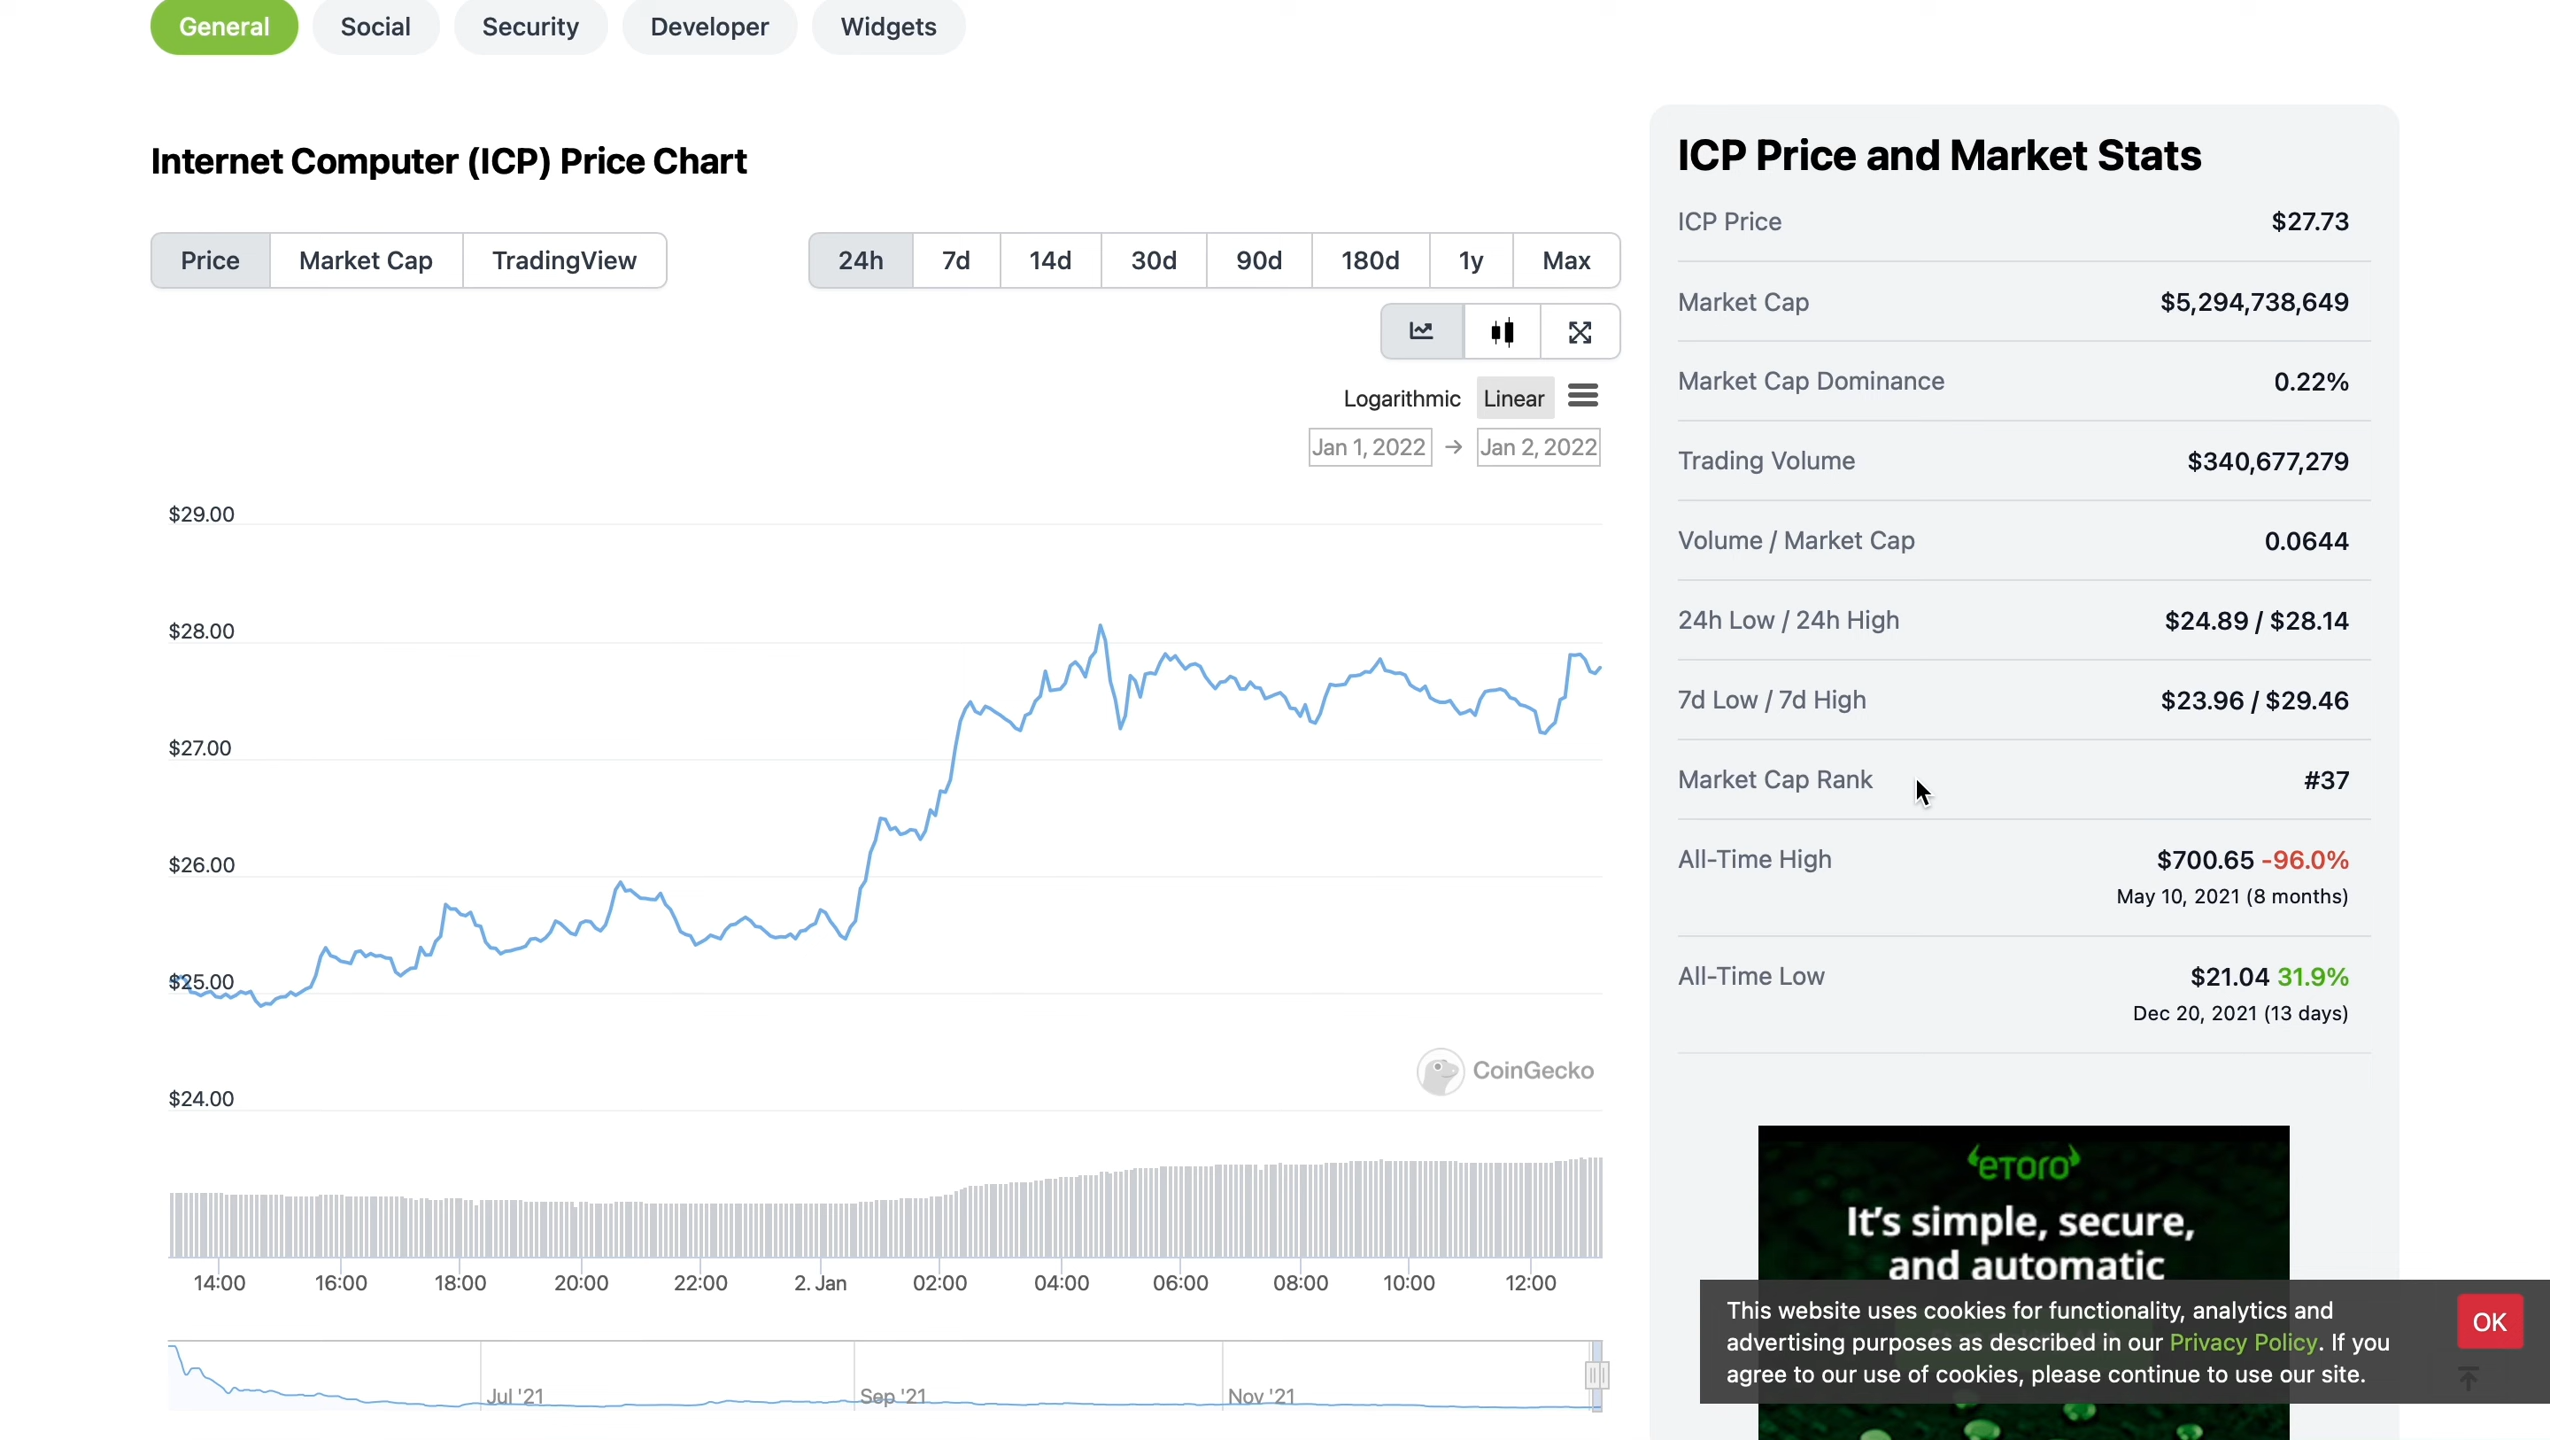 General Social Security Developer Widgets
Internet Computer (ICP) Price Chart
Price Market Cap TradingView 24h 7d 14d 30d 90d 180d 1y Max
Logarithmic Linear
Jan 1, 2022 → Jan 2, 2022
$29.00
$28.00
$27.00
$26.00
$25.00
$24.00
CoinGecko
14:00 16:00 18:00 20:00 22:00 2. Jan 02:00 04:00 06:00 08:00 10:00 12:00
Jul '21 Sep '21 Nov '21
ICP Price and Market Stats
ICP Price $27.73
Market Cap $5,294,738,649
Market Cap Dominance 0.22%
Trading Volume $340,677,279
Volume / Market Cap 0.0644
24h Low / 24h High $24.89 / $28.14
7d Low / 7d High $23.96 / $29.46
Market Cap Rank #37
All-Time High $700.65 -96.0%
May 10, 2021 (8 months)
All-Time Low $21.04 31.9%
Dec 20, 2021 (13 days)
eToro
It's simple, secure,
and automatic
This website uses cookies for functionality, analytics and
advertising purposes as described in our Privacy Policy. If you
agree to our use of cookies, please continue to use our site.
OK